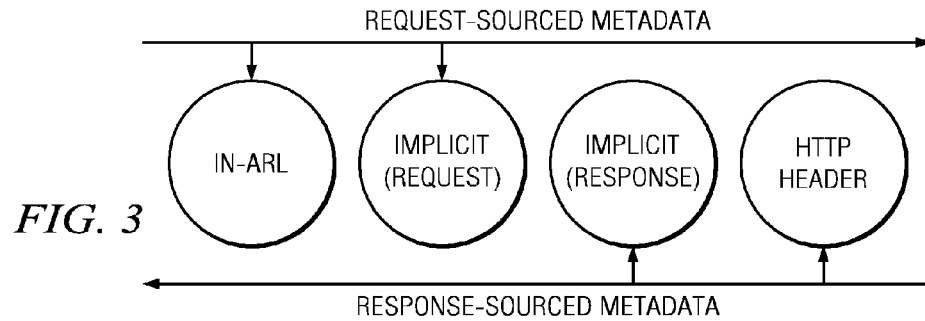 REQUEST-SOURCED METADATA
IN-ARL
IMPLICIT
(REQUEST)
IMPLICIT
(RESPONSE)
HTTP
HEADER
FIG. 3
RESPONSE-SOURCED METADATA